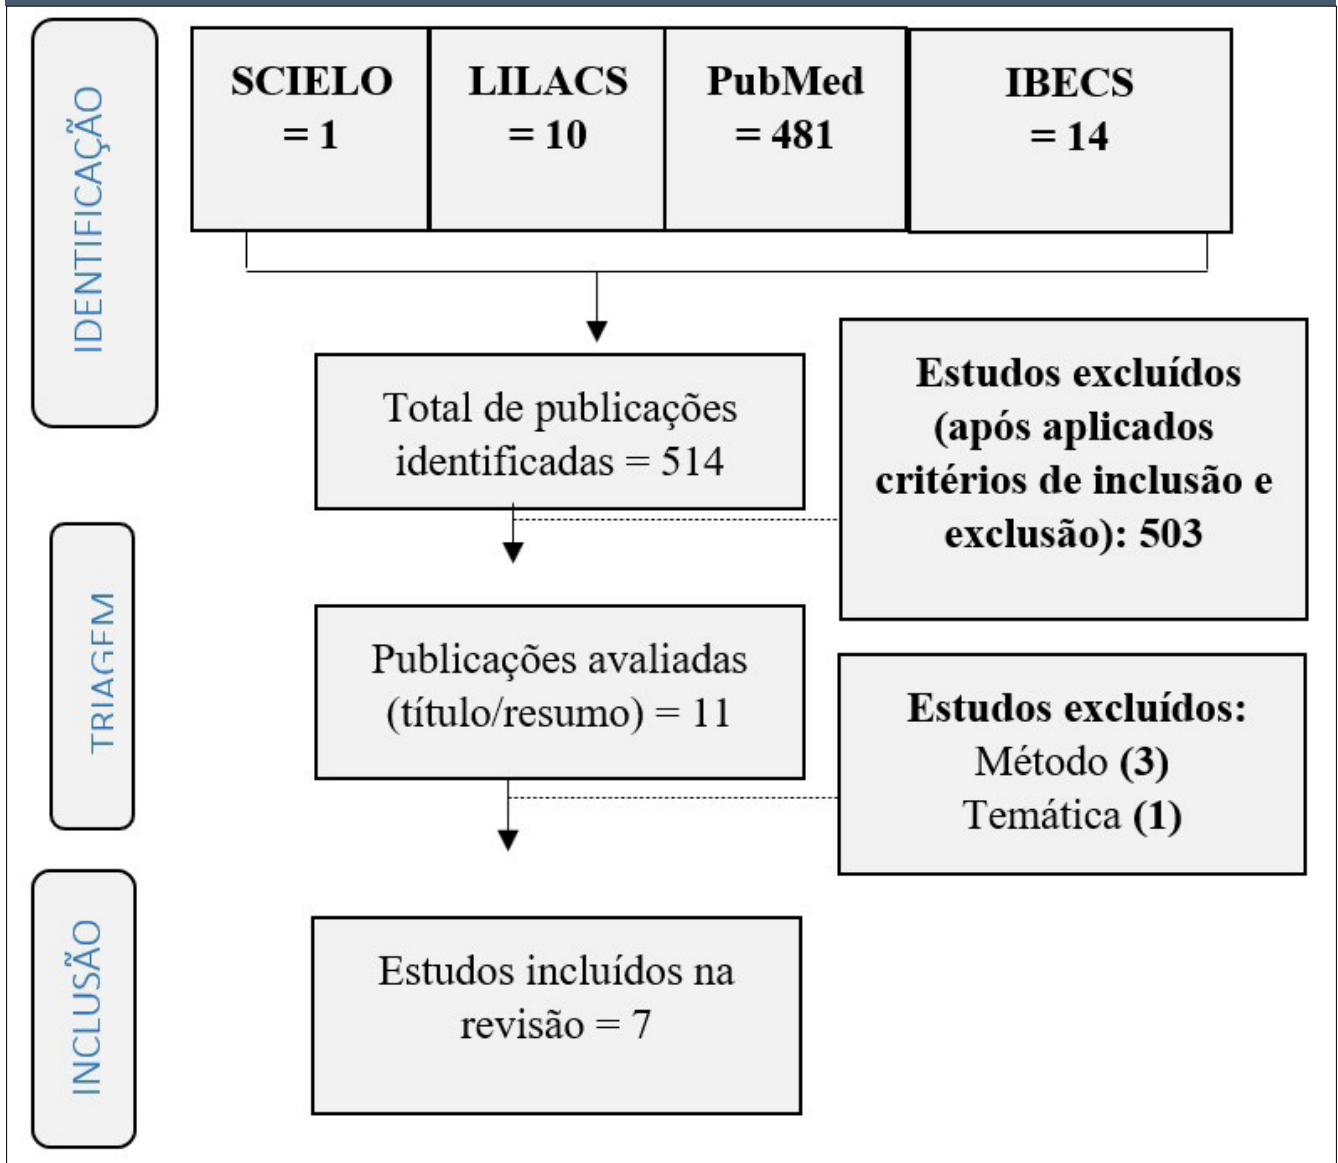 IDENTIFICAÇÃO
SCIELO
= 1
LILACS
= 10
PubMed
= 481
IBECS
= 14
Total de publicações
identificadas = 514
Estudos excluídos
(após aplicados
critérios de inclusão e
exclusão): 503
TRIAGEM
Publicações avaliadas
(título/resumo) = 11
Estudos excluídos:
Método (3)
Temática (1)
INCLUSÃO
Estudos incluídos na
revisão = 7